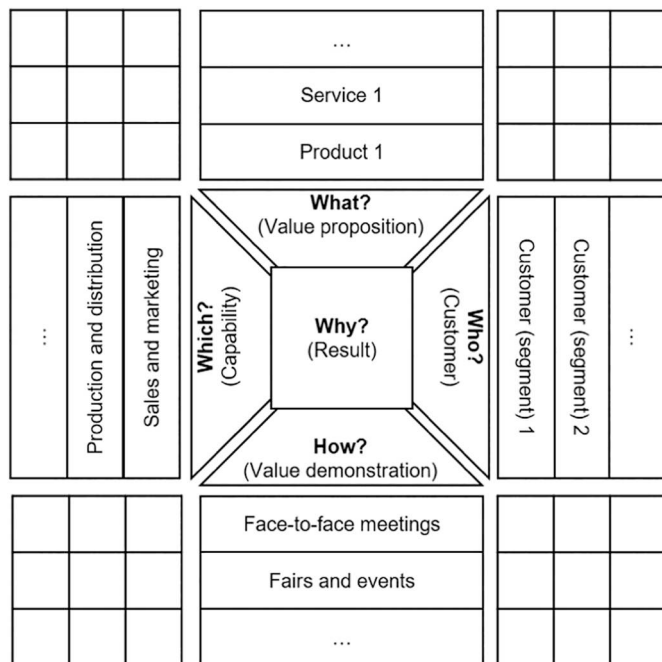 …
Service 1
Product 1
What?
(Value proposition)
…
Production and distribution
Sales and marketing
Which?
(Capability)
Why?
(Result)
Who?
(Customer)
Customer (segment) 1
Customer (segment) 2
…
How?
(Value demonstration)
Face-to-face meetings
Fairs and events
…